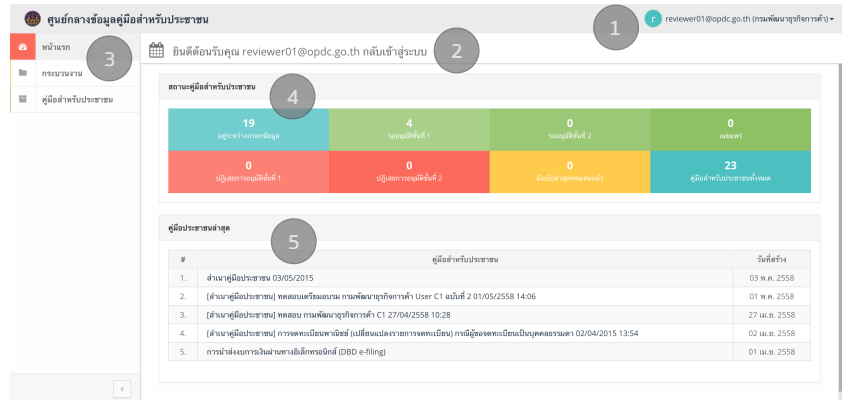 ศูนย์กลางข้อมูลคู่มือสำหรับประชาชน
1
r reviewer01@opdc.go.th (กรมพัฒนาธุรกิจการค้า)
หน้าแรก
3
กระบวนงาน
คู่มือสำหรับประชาชน
ยินดีต้อนรับคุณ reviewer01@opdc.go.th กลับเข้าสู่ระบบ
2
สถานะคู่มือสำหรับประชาชน
4
19 4 0 0
อยู่ระหว่างกรอกข้อมูล รออนุมัติขั้นที่ 1 รออนุมัติขั้นที่ 2 เผยแพร่
0 0 0 23
ปฏิเสธการอนุมัติขั้นที่ 1 ปฏิเสธการอนุมัติขั้นที่ 2 มีฉบับล่าสุดทดแทนแล้ว คู่มือสำหรับประชาชนทั้งหมด
คู่มือประชาชนล่าสุด
5
# คู่มือสำหรับประชาชน วันที่สร้าง
1. สำเนาคู่มือประชาชน 03/05/2015 03 พ.ค. 2558
2. [สำเนาคู่มือประชาชน] ทดสอบเตรียมอบรม กรมพัฒนาธุรกิจการค้า User C1 ฉบับที่ 2 01/05/2558 14:06 01 พ.ค. 2558
3. [สำเนาคู่มือประชาชน] ทดสอบ กรมพัฒนาธุรกิจการค้า C1 27/04/2558 10:28 27 เม.ย. 2558
4. [สำเนาคู่มือประชาชน] การจดทะเบียนพาณิชย์ (เปลี่ยนแปลงรายการจดทะเบียน) กรณีผู้ขอจดทะเบียนเป็นบุคคลธรรมดา 02/04/2015 13:54 02 เม.ย. 2558
5. การนำส่งงบการเงินผ่านทางอิเล็กทรอนิกส์ (DBD e-filing) 01 เม.ย. 2558